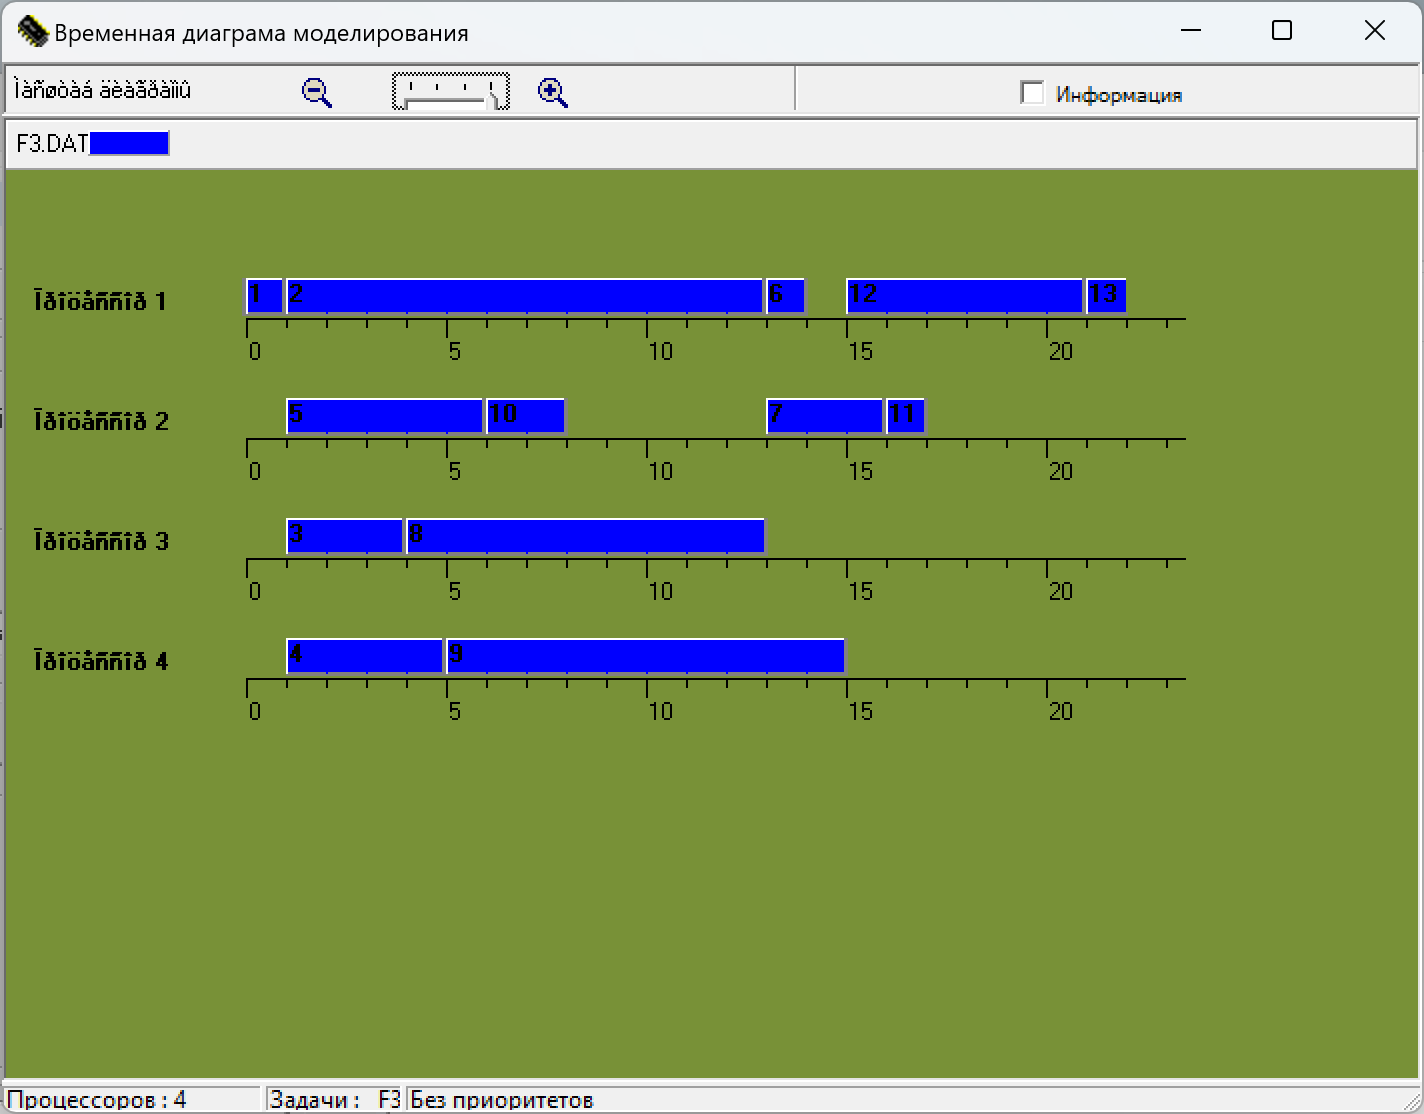 Временная диаграма моделирования
Ìàñøòàá äèàãðàììû
Информация
F3.DAT
Ïðîöåññîð 1
1 2 6 12 13
0 5 10 15 20
Ïðîöåññîð 2
5 10 7 11
0 5 10 15 20
Ïðîöåññîð 3
3 8
0 5 10 15 20
Ïðîöåññîð 4
4 9
0 5 10 15 20
Процессоров : 4 Задачи : F3 Без приоритетов